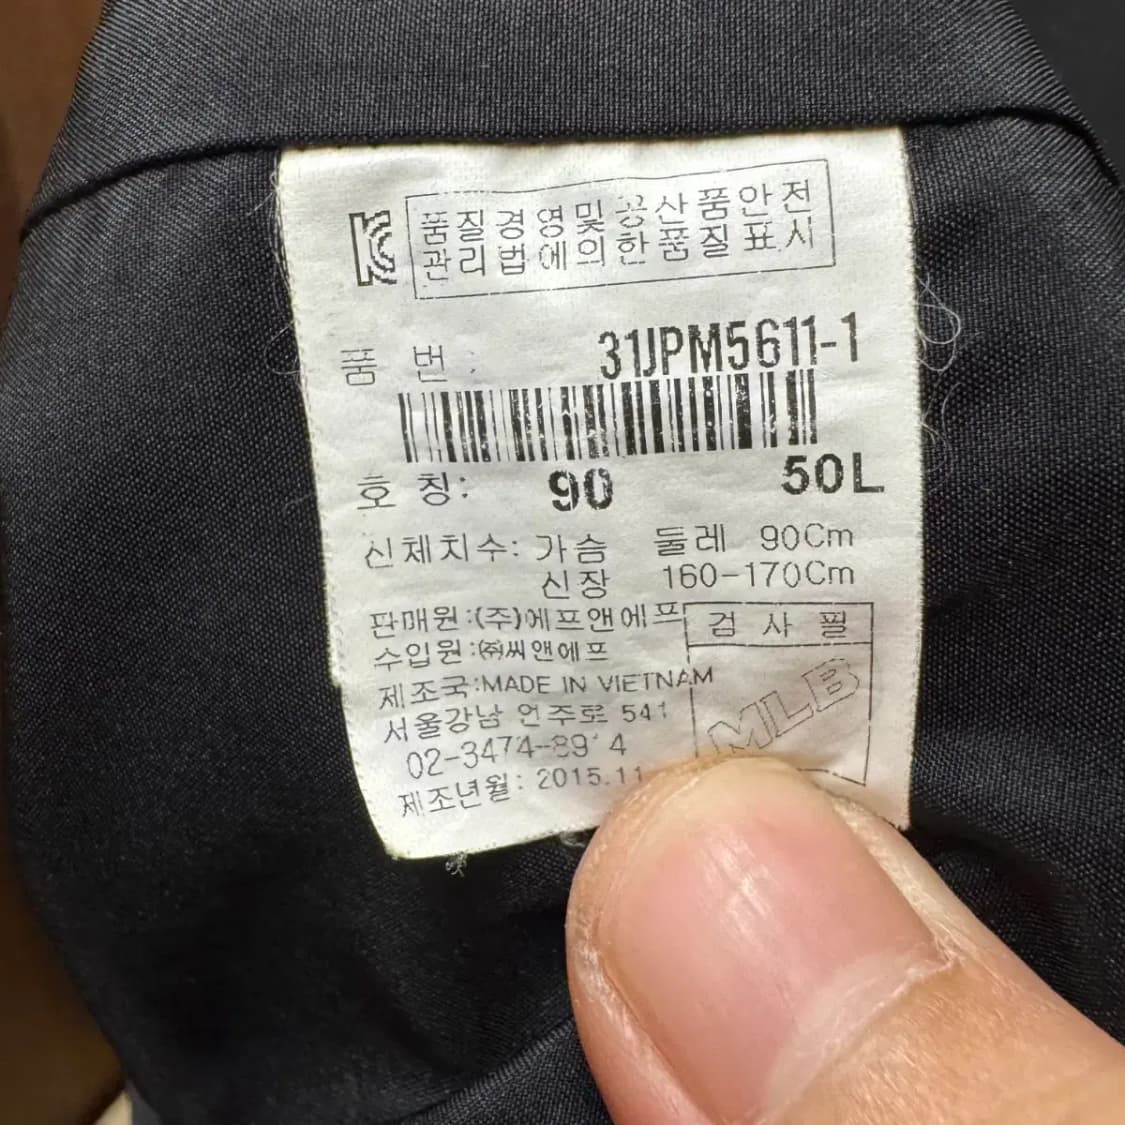 품질경영및공산품안전
관리법에의한품질표시
품 번 : 31JPM5611-1
호 칭: 90 50L
신체치수: 가슴 둘레 90Cm
신장 160-170Cm
판매원:(주)에프앤에프
검 사 필
수입원:㈜씨앤에프
제조국:MADE IN VIETNAM
MLB
서울강남 언주로 541
제조년월: 2015.11